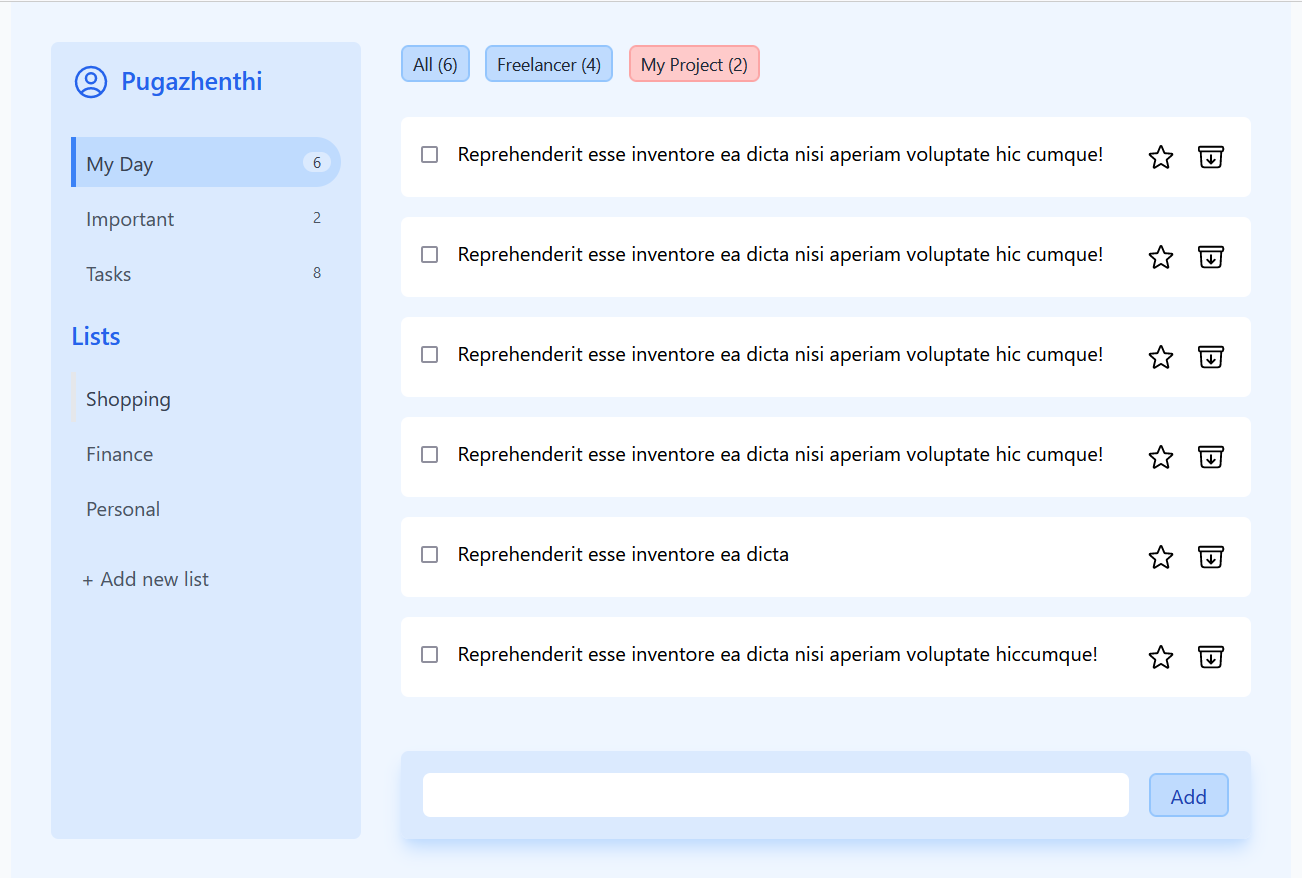 Pugazhenthi
My Day 6
Important 2
Tasks 8
Lists
Shopping
Finance
Personal
+ Add new list
All (6) Freelancer (4) My Project (2)
Reprehenderit esse inventore ea dicta nisi aperiam voluptate hic cumque!
Reprehenderit esse inventore ea dicta nisi aperiam voluptate hic cumque!
Reprehenderit esse inventore ea dicta nisi aperiam voluptate hic cumque!
Reprehenderit esse inventore ea dicta nisi aperiam voluptate hic cumque!
Reprehenderit esse inventore ea dicta
Reprehenderit esse inventore ea dicta nisi aperiam voluptate hiccumque!
Add